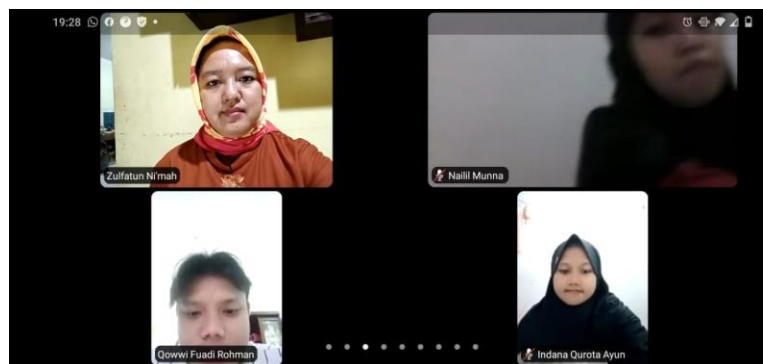 19:28
Zulfatun Ni'mah
Nailil Munna
Qowwi Fuadi Rohman
Indana Qurota Ayun